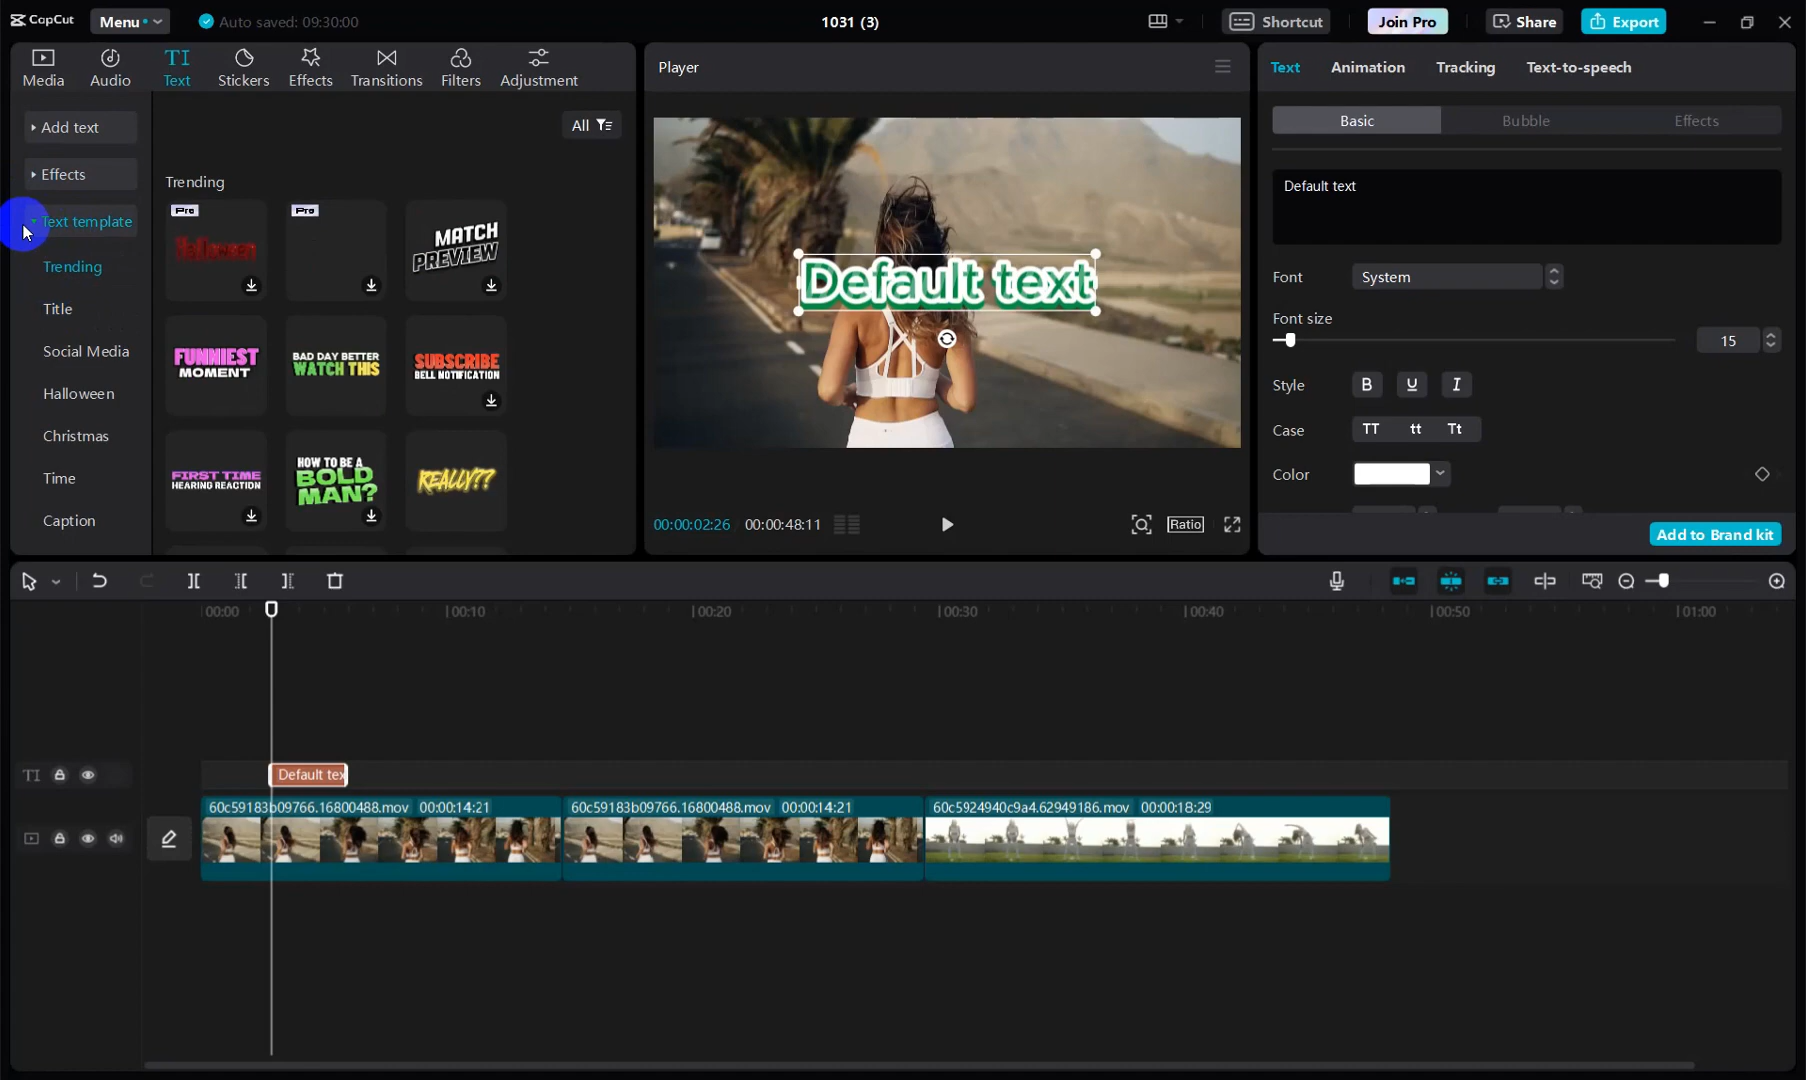 CapCut Menu Auto saved: 09:30:00 1031 (3) Shortcut Join Pro Share Export
Media Audio Text Stickers Effects Transitions Filters Adjustment
TI
Add text
Effects
Text template
Trending
Title
Social Media
Halloween
Christmas
Time
Caption
All
Trending
Pro
Halloween
Pro
MATCH
PREVIEW
FUNNIEST
MOMENT
BAD DAY BETTER
WATCH THIS
SUBSCRIBE
BELL NOTIFICATION
FIRST TIME
HEARING REACTION
HOW TO BE A
BOLD
MAN?
REALLY??
Player
Default text
00:00:02:26 00:00:48:11 Ratio
Text Animation Tracking Text-to-speech
Basic Bubble Effects
Default text
Font System
Font size
15
Style B U I
Case TT tt Tt
Color
Add to Brand kit
00:00 00:10 00:20 00:30 00:40 00:50 01:00
TI Default tex
60c59183b09766.16800488.mov 00:00:14:21 60c59183b09766.16800488.mov 00:00:14:21 60c5924940c9a4.62949186.mov 00:00:18:29